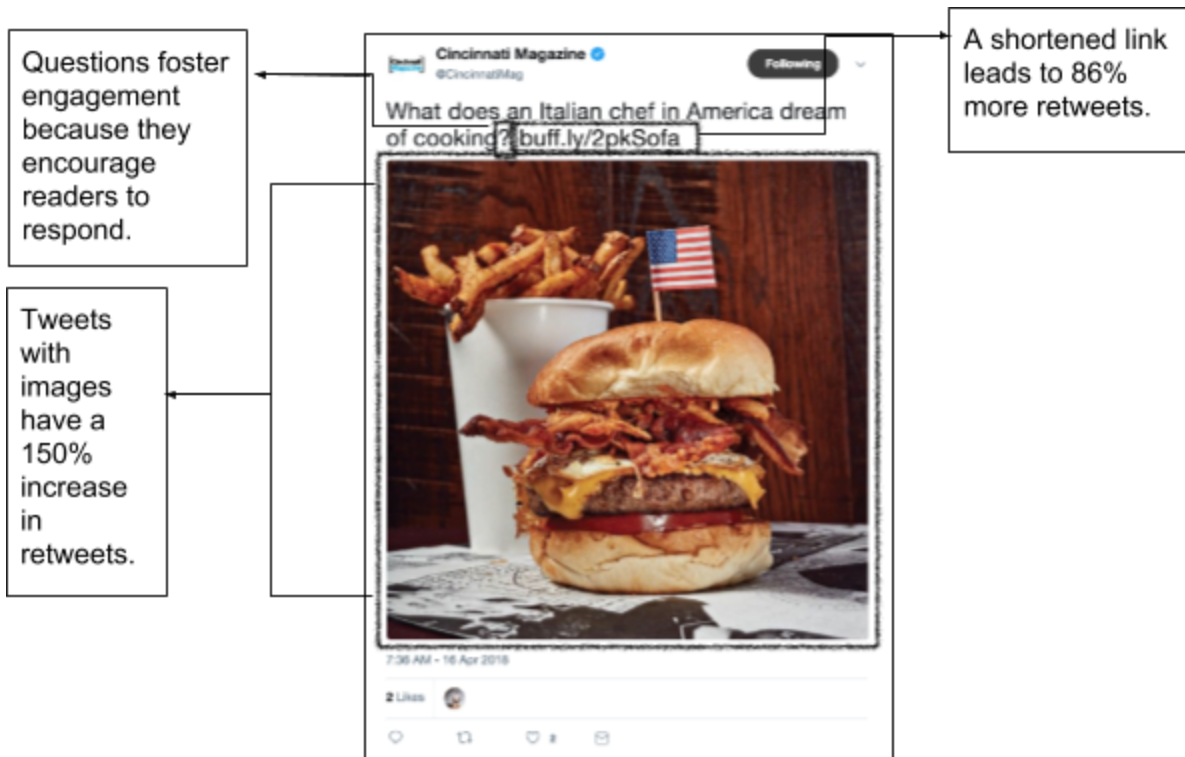 Questions foster
engagement
because they
encourage
readers to
respond.
Tweets
with
images
have a
150%
increase
in
retweets.
Cincinnati Magazine
@CincinnatiMag
Following
What does an Italian chef in America dream
of cooking? buff.ly/2pkSofa
7:36 AM - 16 Apr 2018
2 Likes
2
A shortened link
leads to 86%
more retweets.